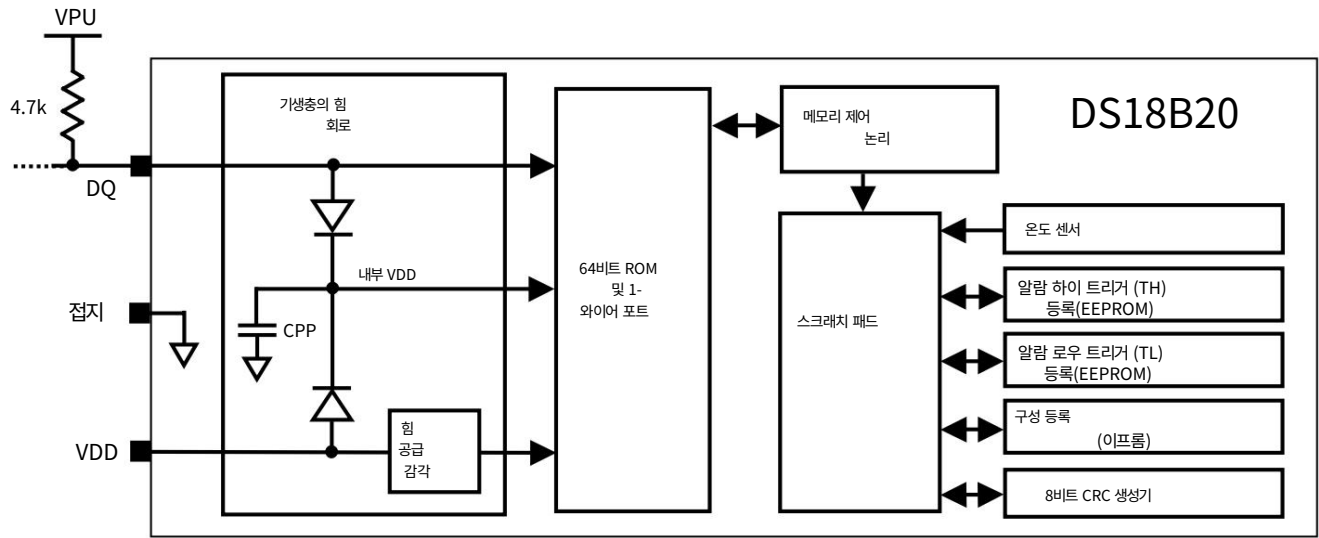 VPU
4.7k
DQ
접지
VDD
기생충의 힘
회로
내부 VDD
CPP
힘
공급
감각
64비트 ROM
및 1-
와이어 포트
메모리 제어
논리
스크래치 패드
DS18B20
온도 센서
알람 하이 트리거 (TH)
등록(EEPROM)
알람 로우 트리거 (TL)
등록(EEPROM)
구성 등록
(이프롬)
8비트 CRC 생성기